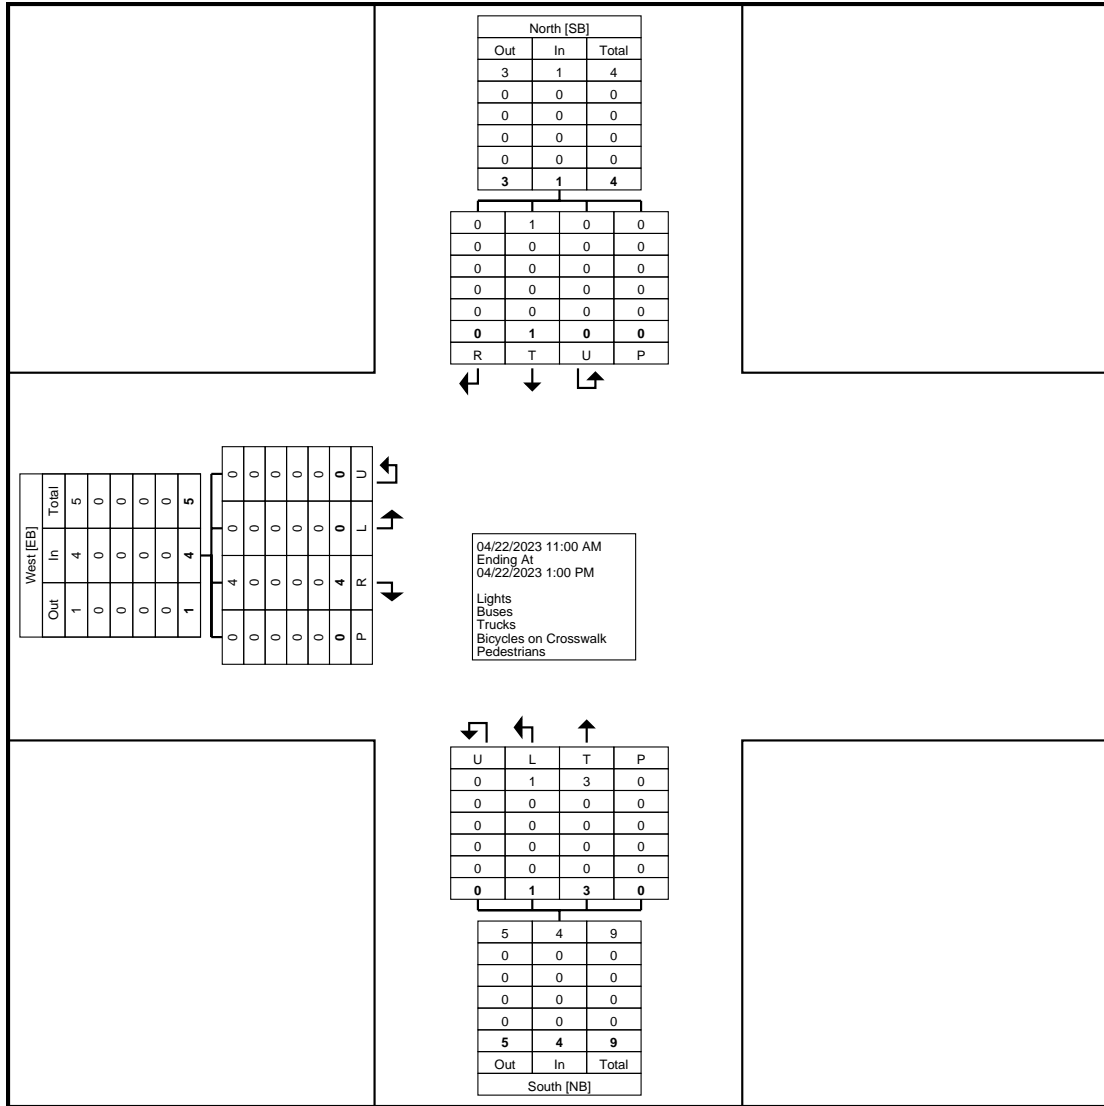 North [SB]
Out In Total
3 1 4
0 0 0
0 0 0
0 0 0
0 0 0
3 1 4
0 1 0 0
0 0 0 0
0 0 0 0
0 0 0 0
0 0 0 0
0 1 0 0
R T U P
West [EB]
Out In Total
1 4 5
0 0 0
0 0 0
0 0 0
0 0 0
1 4 5
0 4 0 0
0 0 0 0
0 0 0 0
0 0 0 0
0 0 0 0
0 4 0 0
P R L U
04/22/2023 11:00 AM
Ending At
04/22/2023 1:00 PM
Lights
Buses
Trucks
Bicycles on Crosswalk
Pedestrians
U L T P
0 1 3 0
0 0 0 0
0 0 0 0
0 0 0 0
0 0 0 0
0 1 3 0
5 4 9
0 0 0
0 0 0
0 0 0
0 0 0
5 4 9
Out In Total
South [NB]